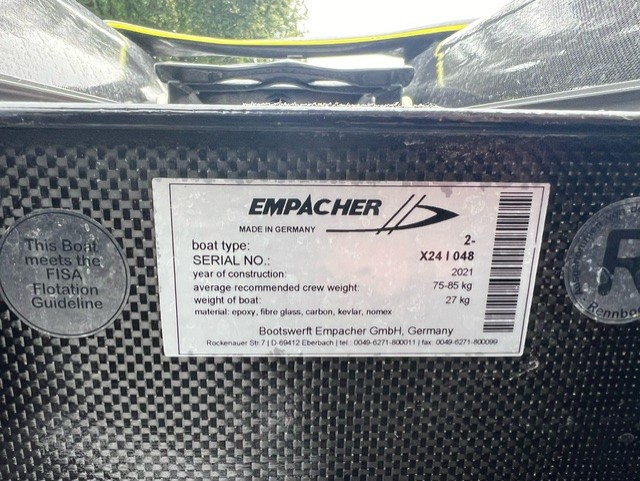 EMPACHER
MADE IN GERMANY
boat type: 2-
SERIAL NO.: X24 I 048
year of construction: 2021
average recommended crew weight: 75-85 kg
weight of boat: 27 kg
material: epoxy, fibre glass, carbon, kevlar, nomex
Bootswerft Empacher GmbH, Germany
Rockenauer Str.7 | D-69412 Eberbach | tel.: 0049-6271-800011 | fax: 0049-6271-800099
This Boat
meets the
FISA
Flotation
Guideline